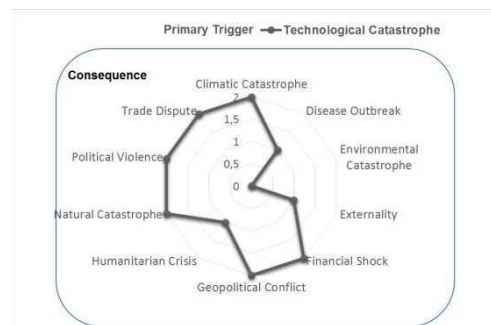 Primary Trigger Technological Catastrophe
Consequence
Climatic Catastrophe
2
1,5
1
0,5
0
Disease Outbreak
Environmental
Catastrophe
Externality
Financial Shock
Geopolitical Conflict
Humanitarian Crisis
Natural Catastrophe
Political Violence
Trade Dispute